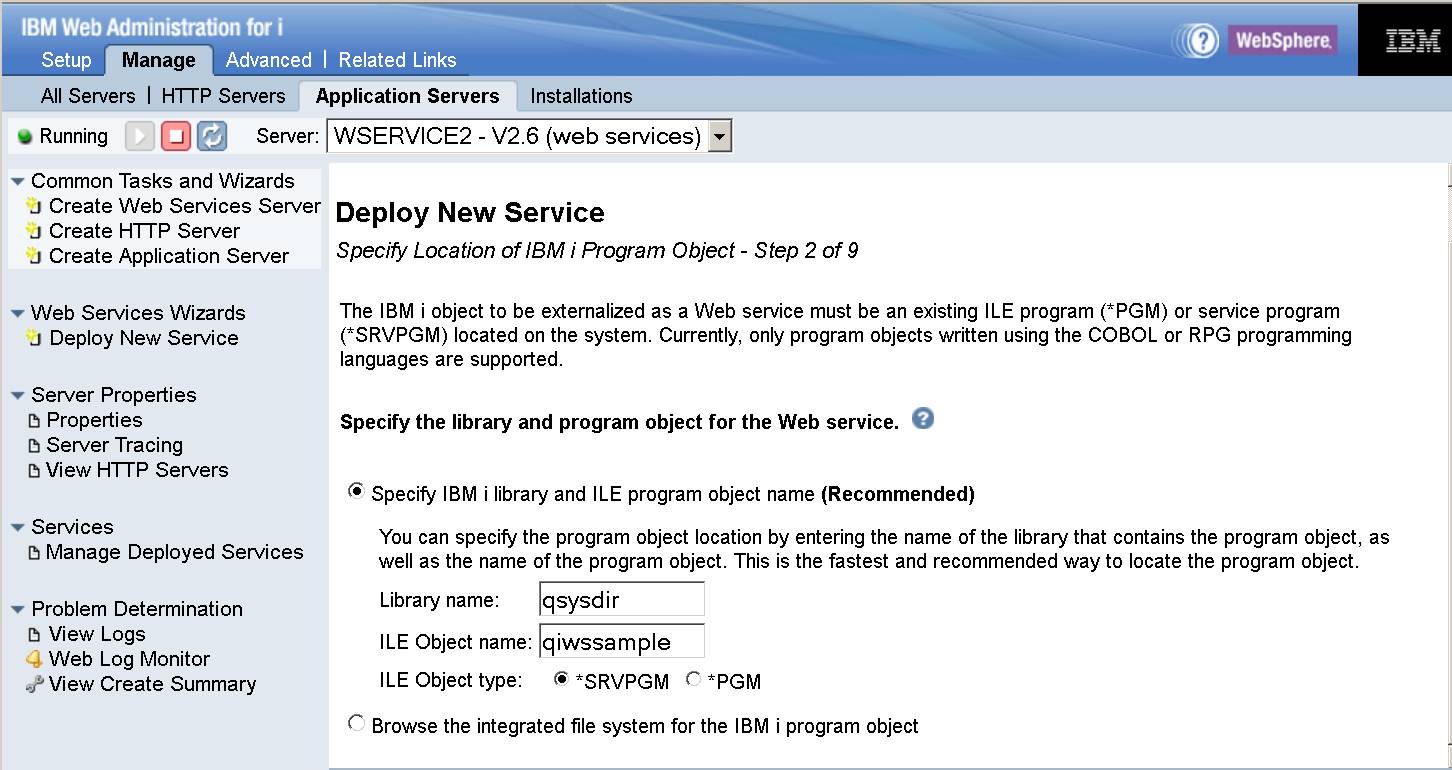 IBM Web Administration for i
WebSphere.
IBM
Setup Manage Advanced | Related Links
All Servers | HTTP Servers Application Servers Installations
Running Server: WSERVICE2 - V2.6 (web services)
Common Tasks and Wizards
Create Web Services Server
Create HTTP Server
Create Application Server
Web Services Wizards
Deploy New Service
Server Properties
Properties
Server Tracing
View HTTP Servers
Services
Manage Deployed Services
Problem Determination
View Logs
Web Log Monitor
View Create Summary
Deploy New Service
Specify Location of IBM i Program Object - Step 2 of 9
The IBM i object to be externalized as a Web service must be an existing ILE program (*PGM) or service program
(*SRVPGM) located on the system. Currently, only program objects written using the COBOL or RPG programming
languages are supported.
Specify the library and program object for the Web service. ?
Specify IBM i library and ILE program object name (Recommended)
You can specify the program object location by entering the name of the library that contains the program object, as
well as the name of the program object. This is the fastest and recommended way to locate the program object.
Library name: qsysdir
ILE Object name: qiwssample
ILE Object type: *SRVPGM *PGM
Browse the integrated file system for the IBM i program object